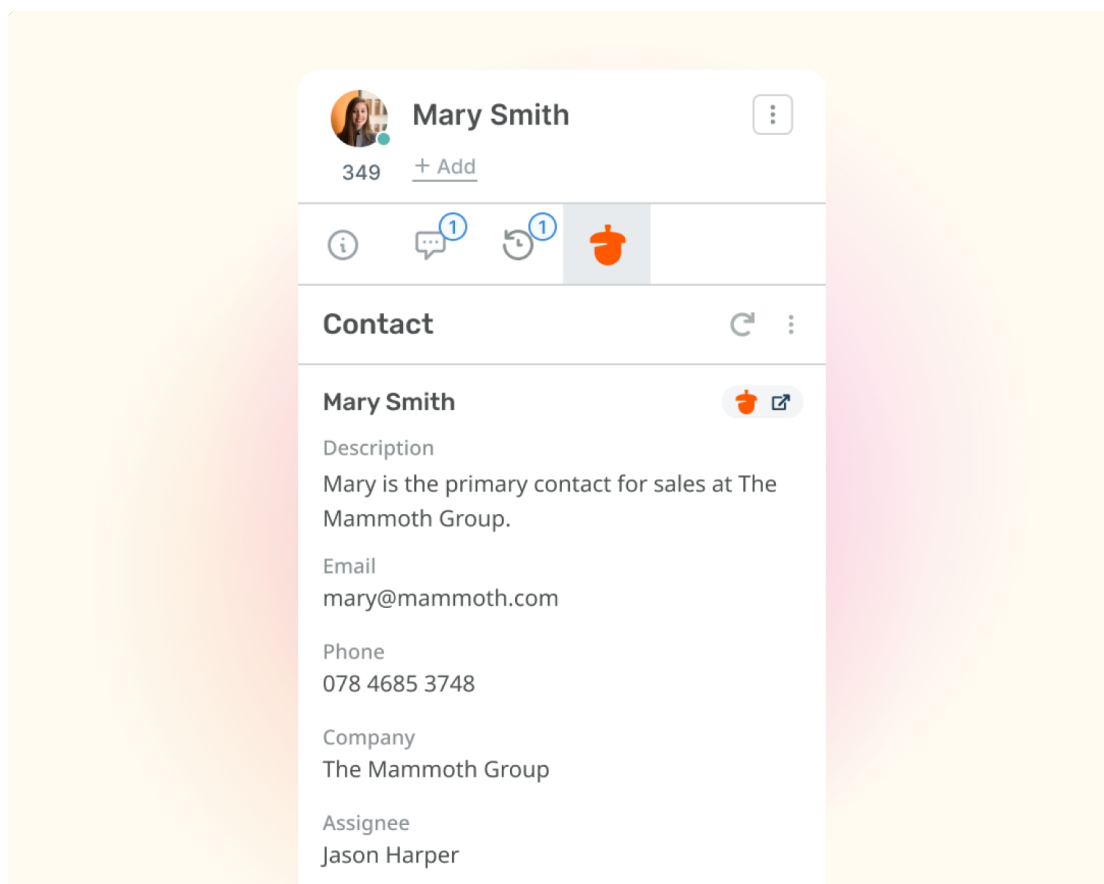 Mary Smith
349
+ Add
1
1
Contact
Mary Smith
Description
Mary is the primary contact for sales at The
Mammoth Group.
Email
mary@mammoth.com
Phone
078 4685 3748
Company
The Mammoth Group
Assignee
Jason Harper